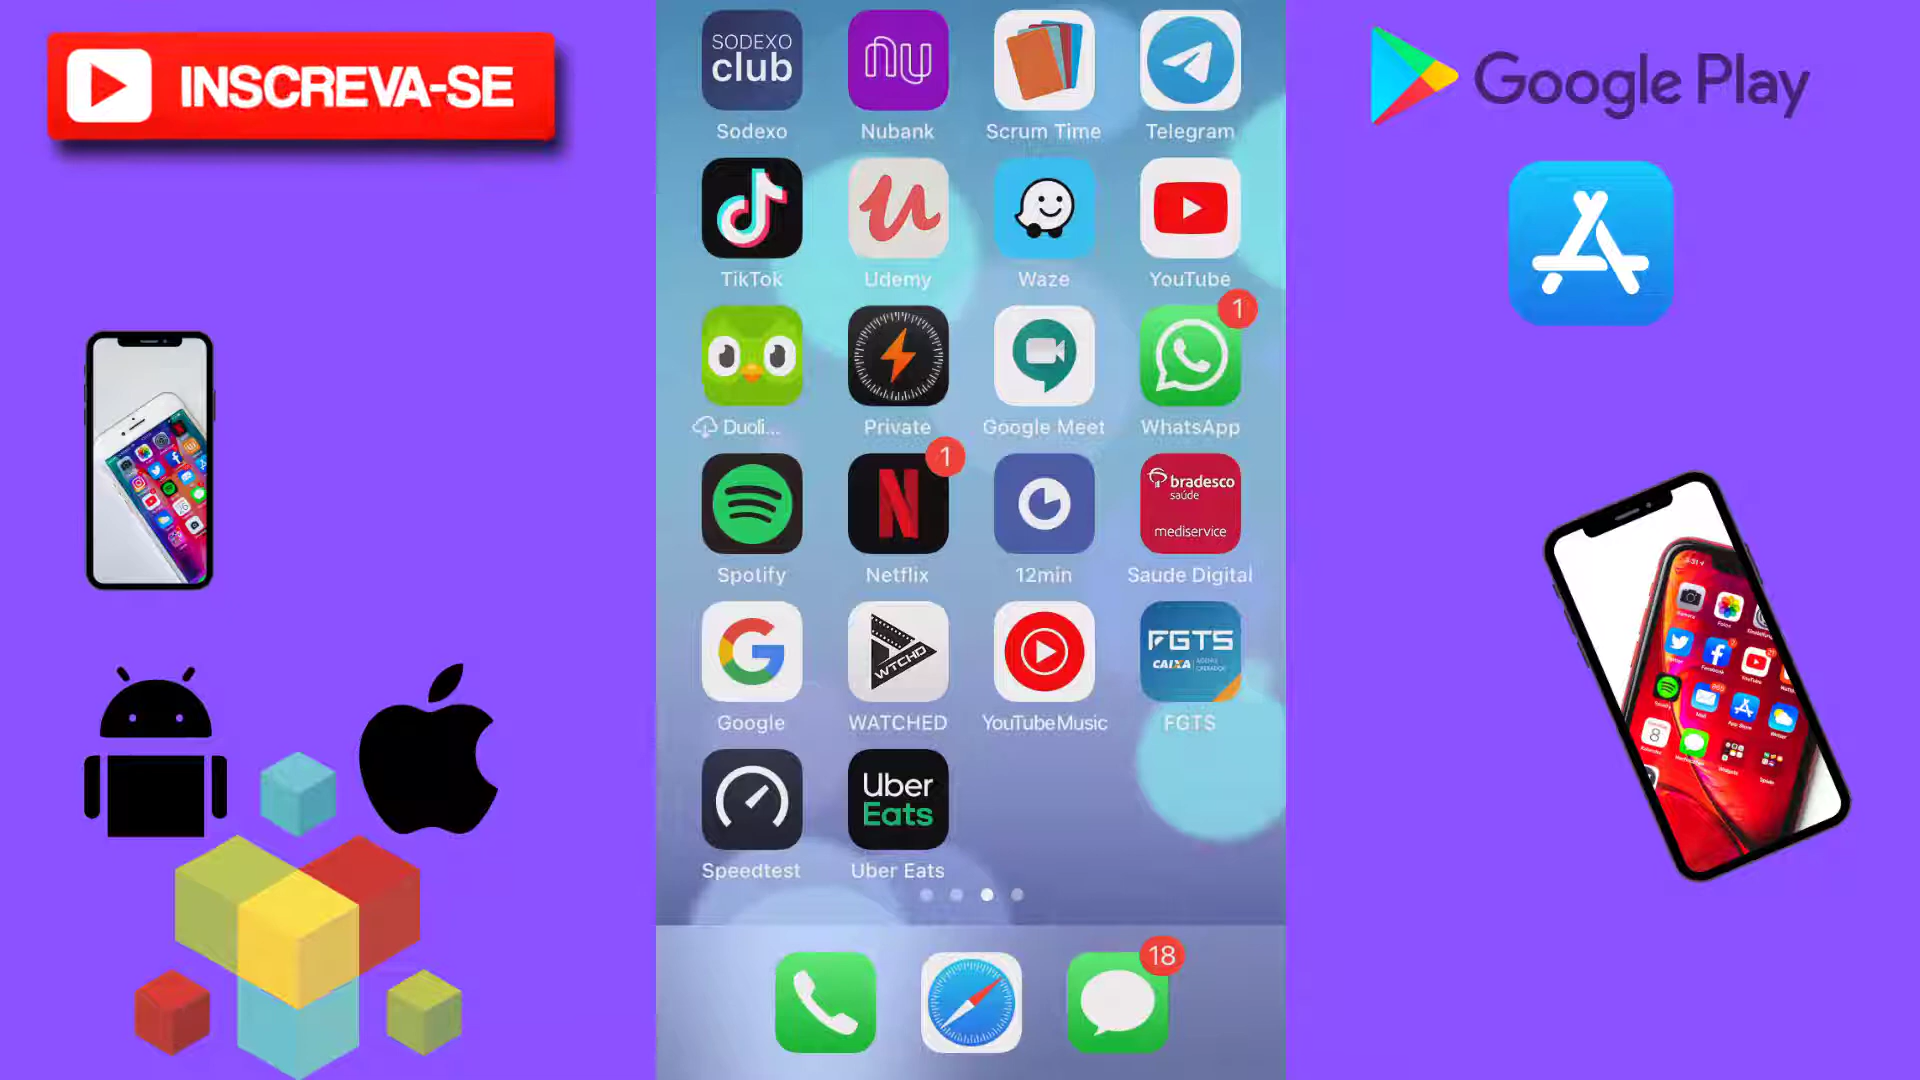 INSCREVA-SE
SODEXO
club
nu
Sodexo
Nubank
Scrum Time
Telegram
Google Play
TikTok
Udemy
Waze
YouTube
1
Duoli...
Private
Google Meet
WhatsApp
1
bradesco
saúde
mediservice
Spotify
Netflix
12min
Saude Digital
WTCHD
FGTS
CAIXA
Google
WATCHED
YouTube Music
FGTS
Uber
Eats
Speedtest
Uber Eats
18